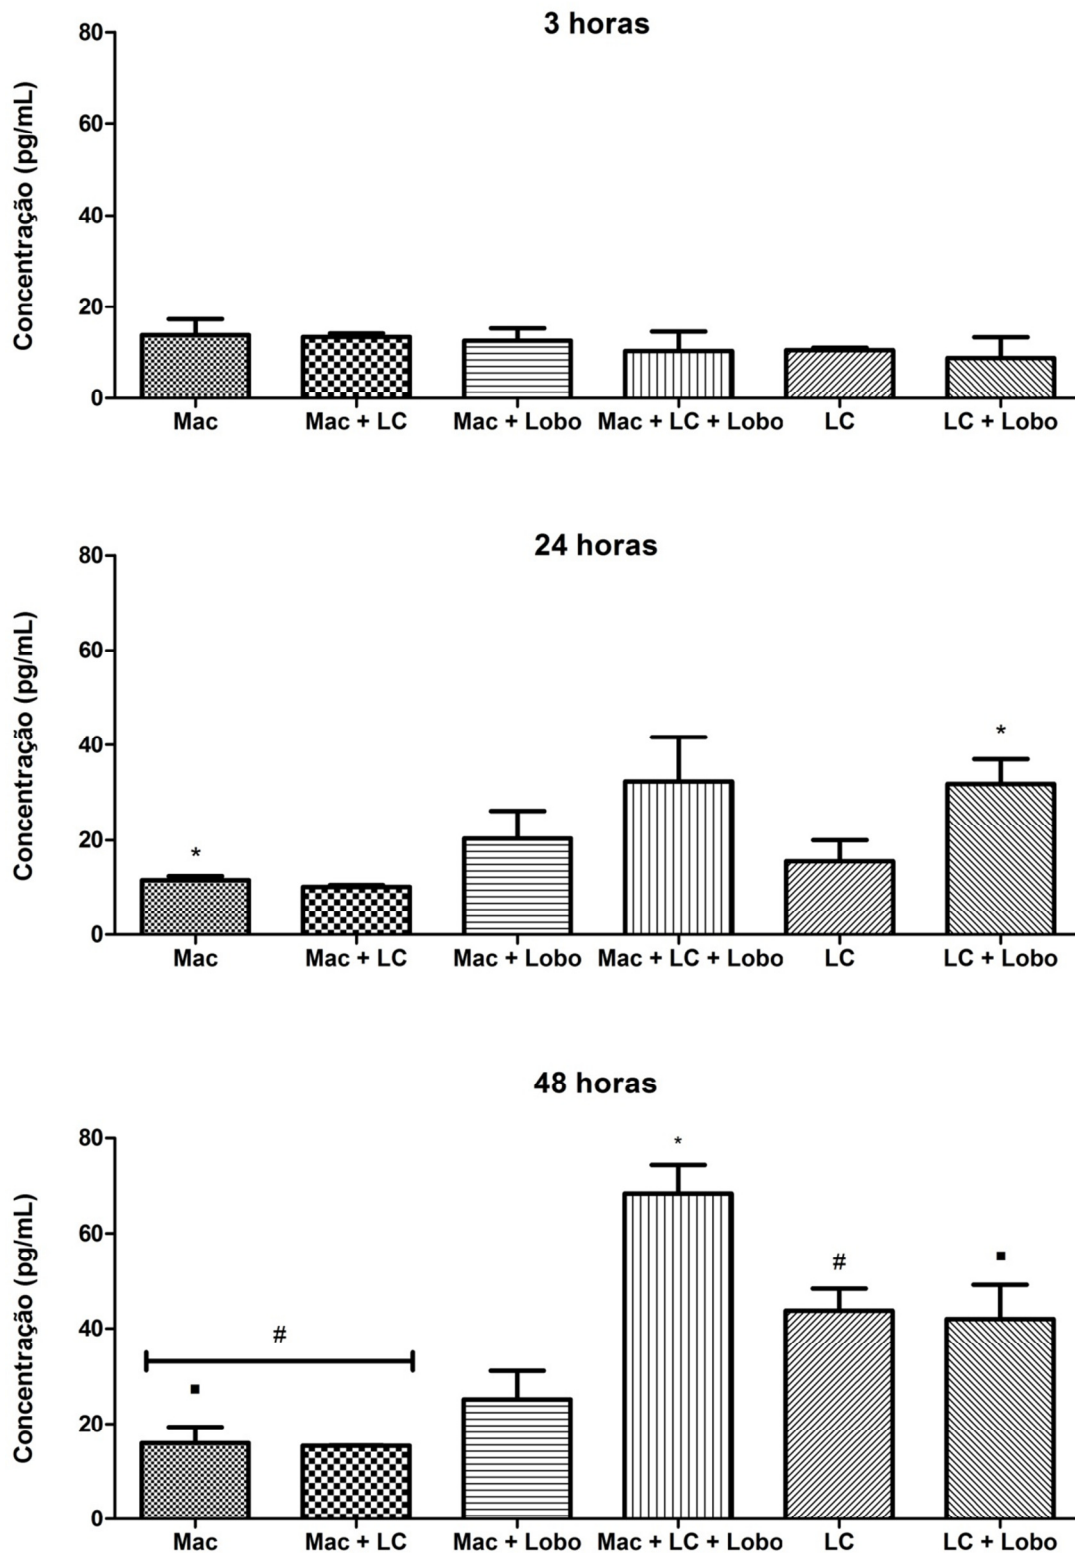 3 horas
Concentração (pg/mL)
80
60
40
20
0
Mac Mac + LC Mac + Lobo Mac + LC + Lobo LC LC + Lobo
24 horas
Concentração (pg/mL)
80
60
40
20
0
*
*
Mac Mac + LC Mac + Lobo Mac + LC + Lobo LC LC + Lobo
48 horas
Concentração (pg/mL)
80
60
40
20
0
*
#
▪
#
▪
Mac Mac + LC Mac + Lobo Mac + LC + Lobo LC LC + Lobo